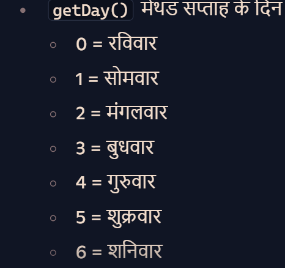 getDay() मेथड सप्ताह के दिन
0 = रविवार
1 = सोमवार
2 = मंगलवार
3 = बुधवार
4 = गुरुवार
5 = शुक्रवार
6 = शनिवार